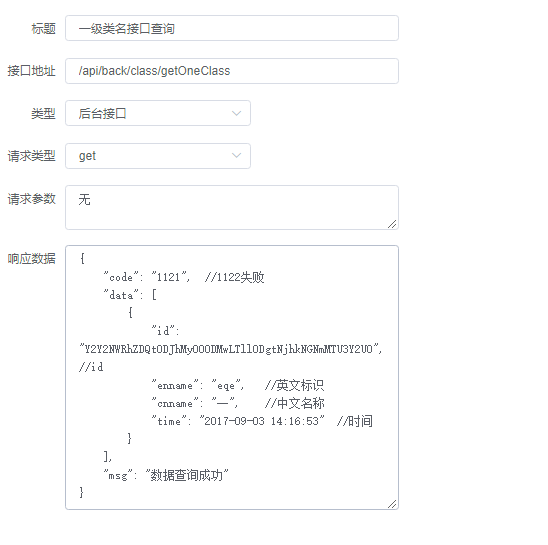 标题 一级类名接口查询
接口地址 /api/back/class/getOneClass
类型 后台接口
请求类型 get
请求参数 无
响应数据 {
"code": "1121", //1122失败
"data": [
{
"id":
"Y2Y2NWRhZDQtODJhMy00ODMwLTllODgtNjhkNGNmMTU3Y2U0",
//id
"enname": "eqe", //英文标识
"cnname": "一", //中文名称
"time": "2017-09-03 14:16:53" //时间
}
],
"msg": "数据查询成功"
}